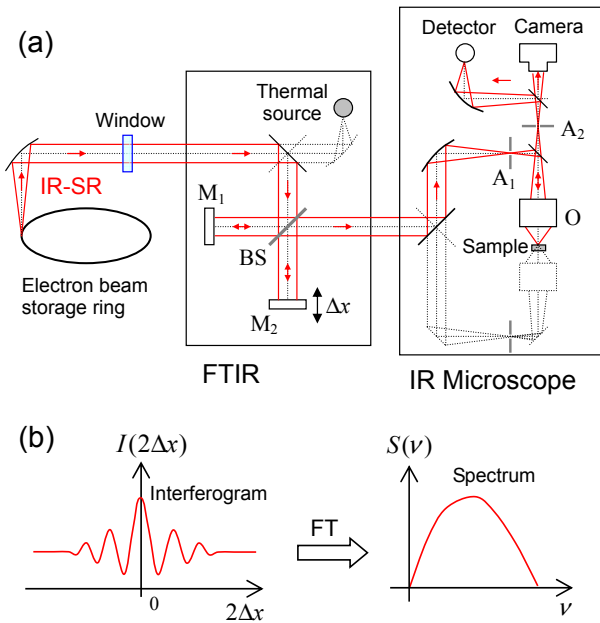 (a)
Detector
Camera
Thermal
source
Window
A₂
IR-SR
M₁
A₁
O
BS
Sample
Electron beam
storage ring
M₂
Δx
FTIR
IR Microscope
(b)
I(2Δx)
S(ν)
Interferogram
Spectrum
FT
0
2Δx
ν